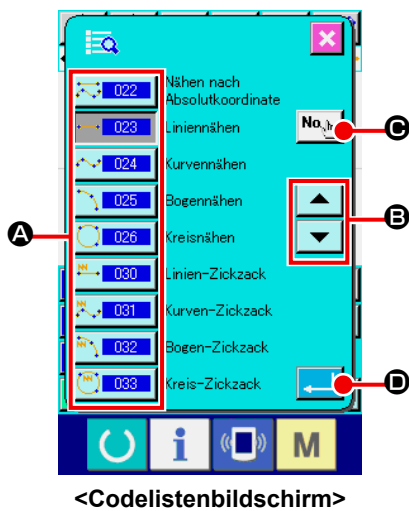 022 Nähen nach
Absolutkoordinate
023 Liniennähen
No.
C
024 Kurvennähen
025 Bogennähen
B
A
026 Kreisnähen
030 Linien-Zickzack
031 Kurven-Zickzack
032 Bogen-Zickzack
033 Kreis-Zickzack
D
i
M
<Codelistenbildschirm>